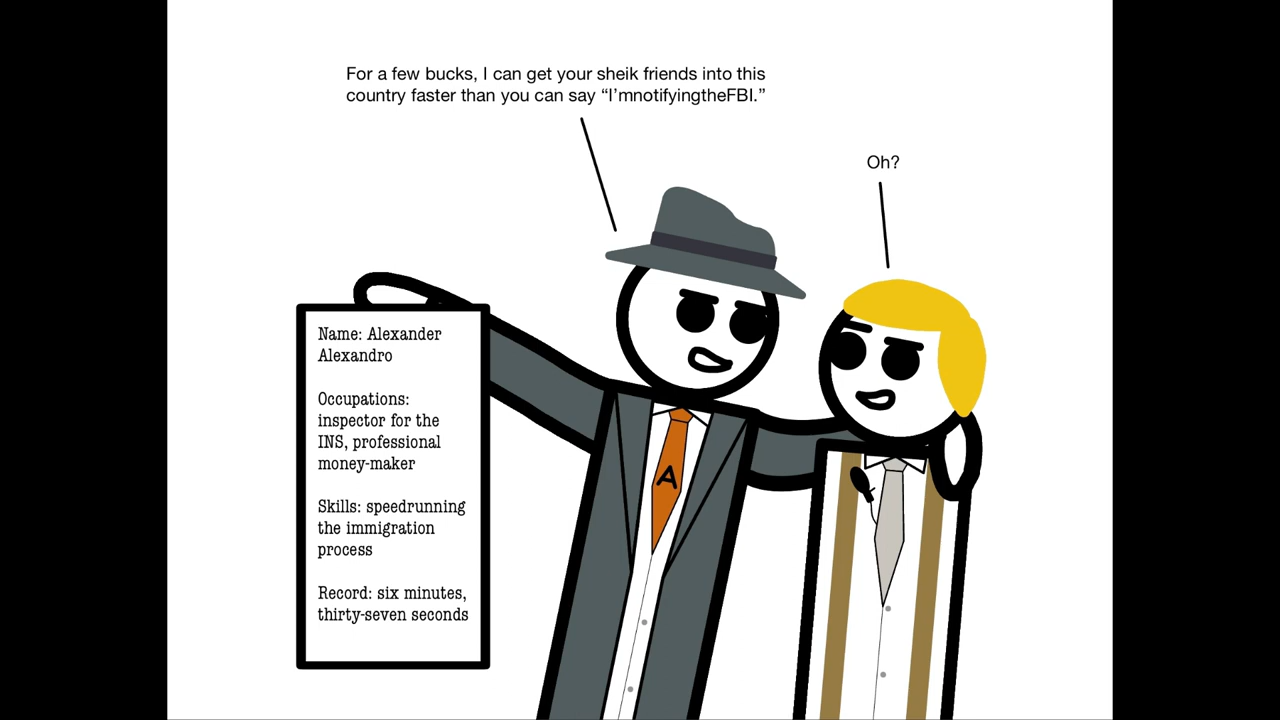 For a few bucks, I can get your sheik friends into this
country faster than you can say “I’mnotifyingtheFBI.”
Oh?
Name: Alexander
Alexandro
Occupations:
inspector for the
INS, professional
money-maker
Skills: speedrunning
the immigration
process
Record: six minutes,
thirty-seven seconds
A